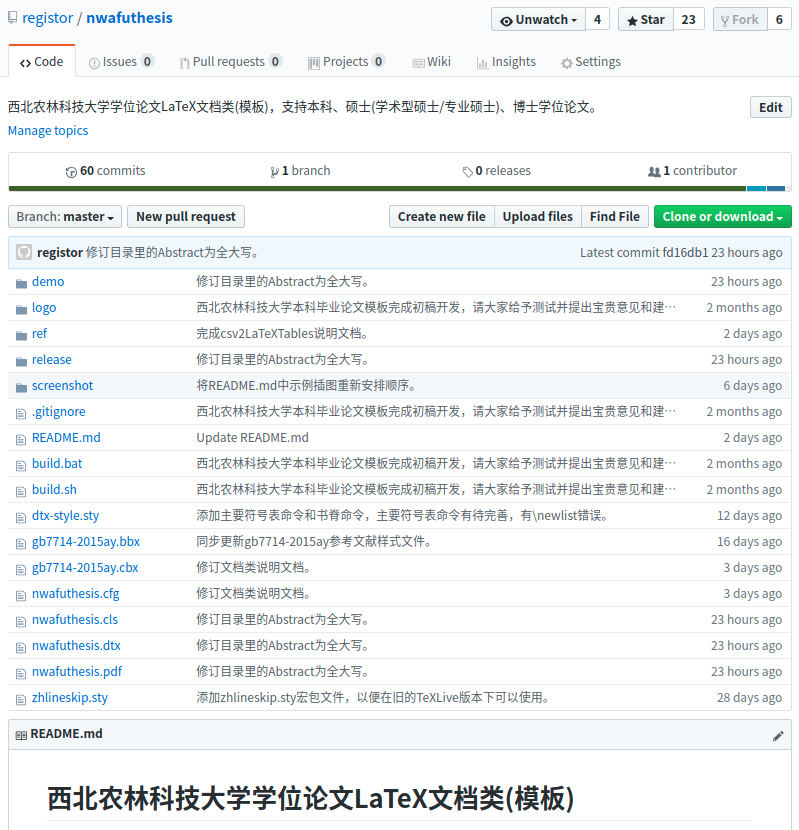 registor / nwafuthesis Unwatch 4 Star 23 Fork 6
Code Issues 0 Pull requests 0 Projects 0 Wiki Insights Settings
西北农林科技大学学位论文LaTeX文档类(模板)，支持本科、硕士(学术型硕士/专业硕士)、博士学位论文。 Edit
Manage topics
60 commits 1 branch 0 releases 1 contributor
Branch: master New pull request Create new file Upload files Find File Clone or download
registor 修订目录里的Abstract为全大写。 Latest commit fd16db1 23 hours ago
demo 修订目录里的Abstract为全大写。 23 hours ago
logo 西北农林科技大学本科毕业论文模板完成初稿开发，请大家给予测试并提出宝贵意见和建… 2 months ago
ref 完成csv2LaTeXTables说明文档。 2 days ago
release 修订目录里的Abstract为全大写。 23 hours ago
screenshot 将README.md中示例插图重新安排顺序。 6 days ago
.gitignore 西北农林科技大学本科毕业论文模板完成初稿开发，请大家给予测试并提出宝贵意见和建… 2 months ago
README.md Update README.md 2 days ago
build.bat 西北农林科技大学本科毕业论文模板完成初稿开发，请大家给予测试并提出宝贵意见和建… 2 months ago
build.sh 西北农林科技大学本科毕业论文模板完成初稿开发，请大家给予测试并提出宝贵意见和建… 2 months ago
dtx-style.sty 添加主要符号表命令和书脊命令，主要符号表命令有待完善，有\newlist错误。 12 days ago
gb7714-2015ay.bbx 同步更新gb7714-2015ay参考文献样式文件。 16 days ago
gb7714-2015ay.cbx 修订文档类说明文档。 3 days ago
nwafuthesis.cfg 修订文档类说明文档。 3 days ago
nwafuthesis.cls 修订目录里的Abstract为全大写。 23 hours ago
nwafuthesis.dtx 修订目录里的Abstract为全大写。 23 hours ago
nwafuthesis.pdf 修订目录里的Abstract为全大写。 23 hours ago
zhlineskip.sty 添加zhlineskip.sty宏包文件，以便在旧的TeXLive版本下可以使用。 28 days ago
README.md
西北农林科技大学学位论文LaTeX文档类(模板)